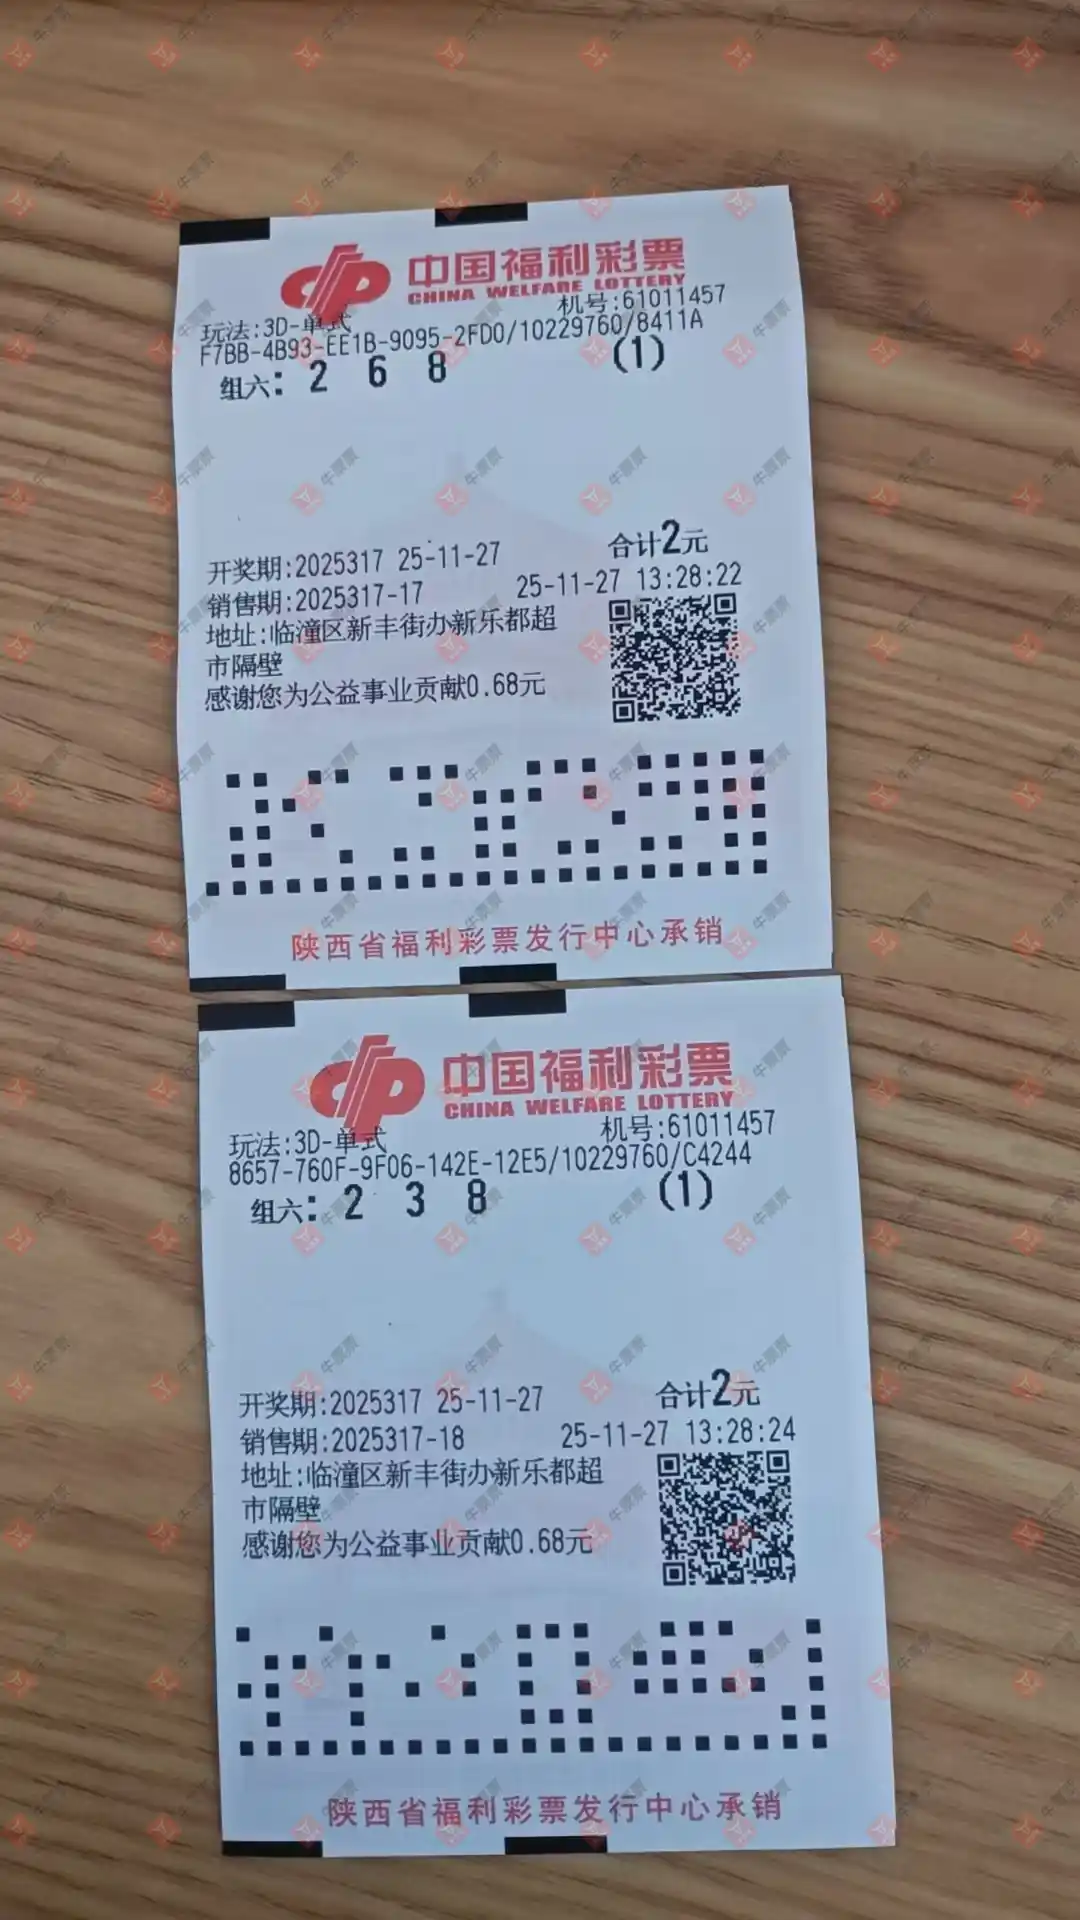 中国福利彩票
CHINA WELFARE LOTTERY
玩法:3D-单式 机号:61011457
F7BB-4B93-EE1B-9095-2FD0/10229760/8411A
组六: 2 6 8 (1)
合计2元
开奖期:2025317 25-11-27
销售期:2025317-17 25-11-27 13:28:22
地址:临潼区新丰街办新乐都超
市隔壁
感谢您为公益事业贡献0.68元
陕西省福利彩票发行中心承销
中国福利彩票
CHINA WELFARE LOTTERY
玩法:3D-单式 机号:61011457
8657-760F-9F06-142E-12E5/10229760/C4244
组六: 2 3 8 (1)
合计2元
开奖期:2025317 25-11-27
销售期:2025317-18 25-11-27 13:28:24
地址:临潼区新丰街办新乐都超
市隔壁
感谢您为公益事业贡献0.68元
陕西省福利彩票发行中心承销
牛票票